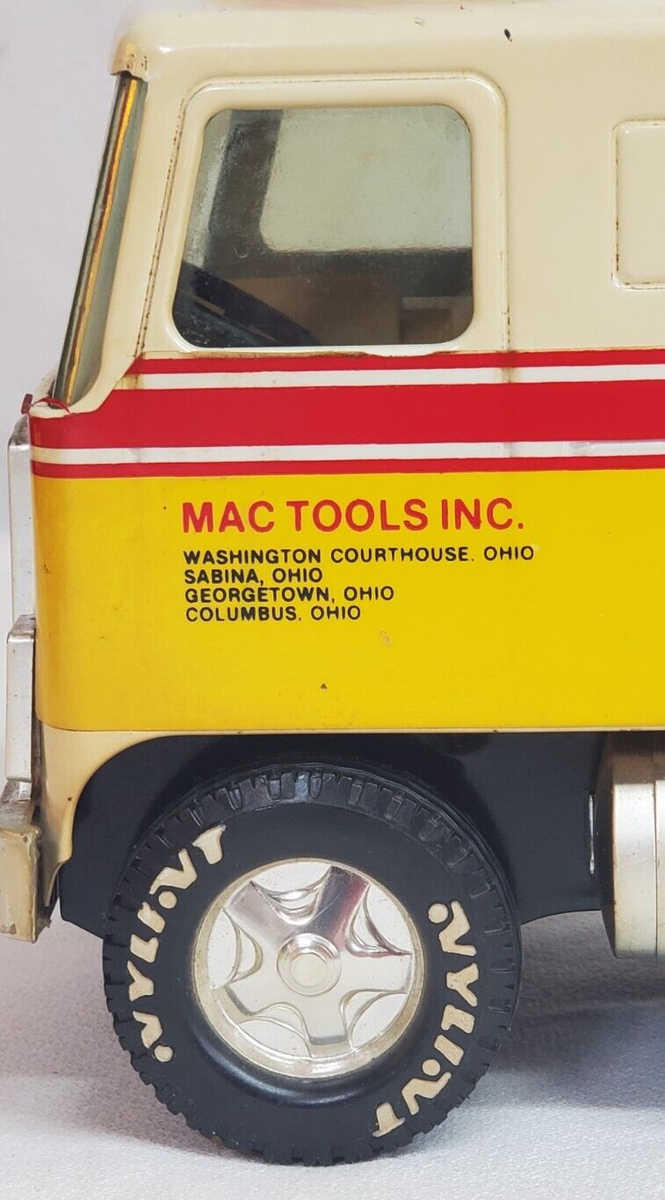 MAC TOOLS INC.
WASHINGTON COURTHOUSE. OHIO
SABINA, OHIO
GEORGETOWN, OHIO
COLUMBUS. OHIO
NYLINT
NYLINT